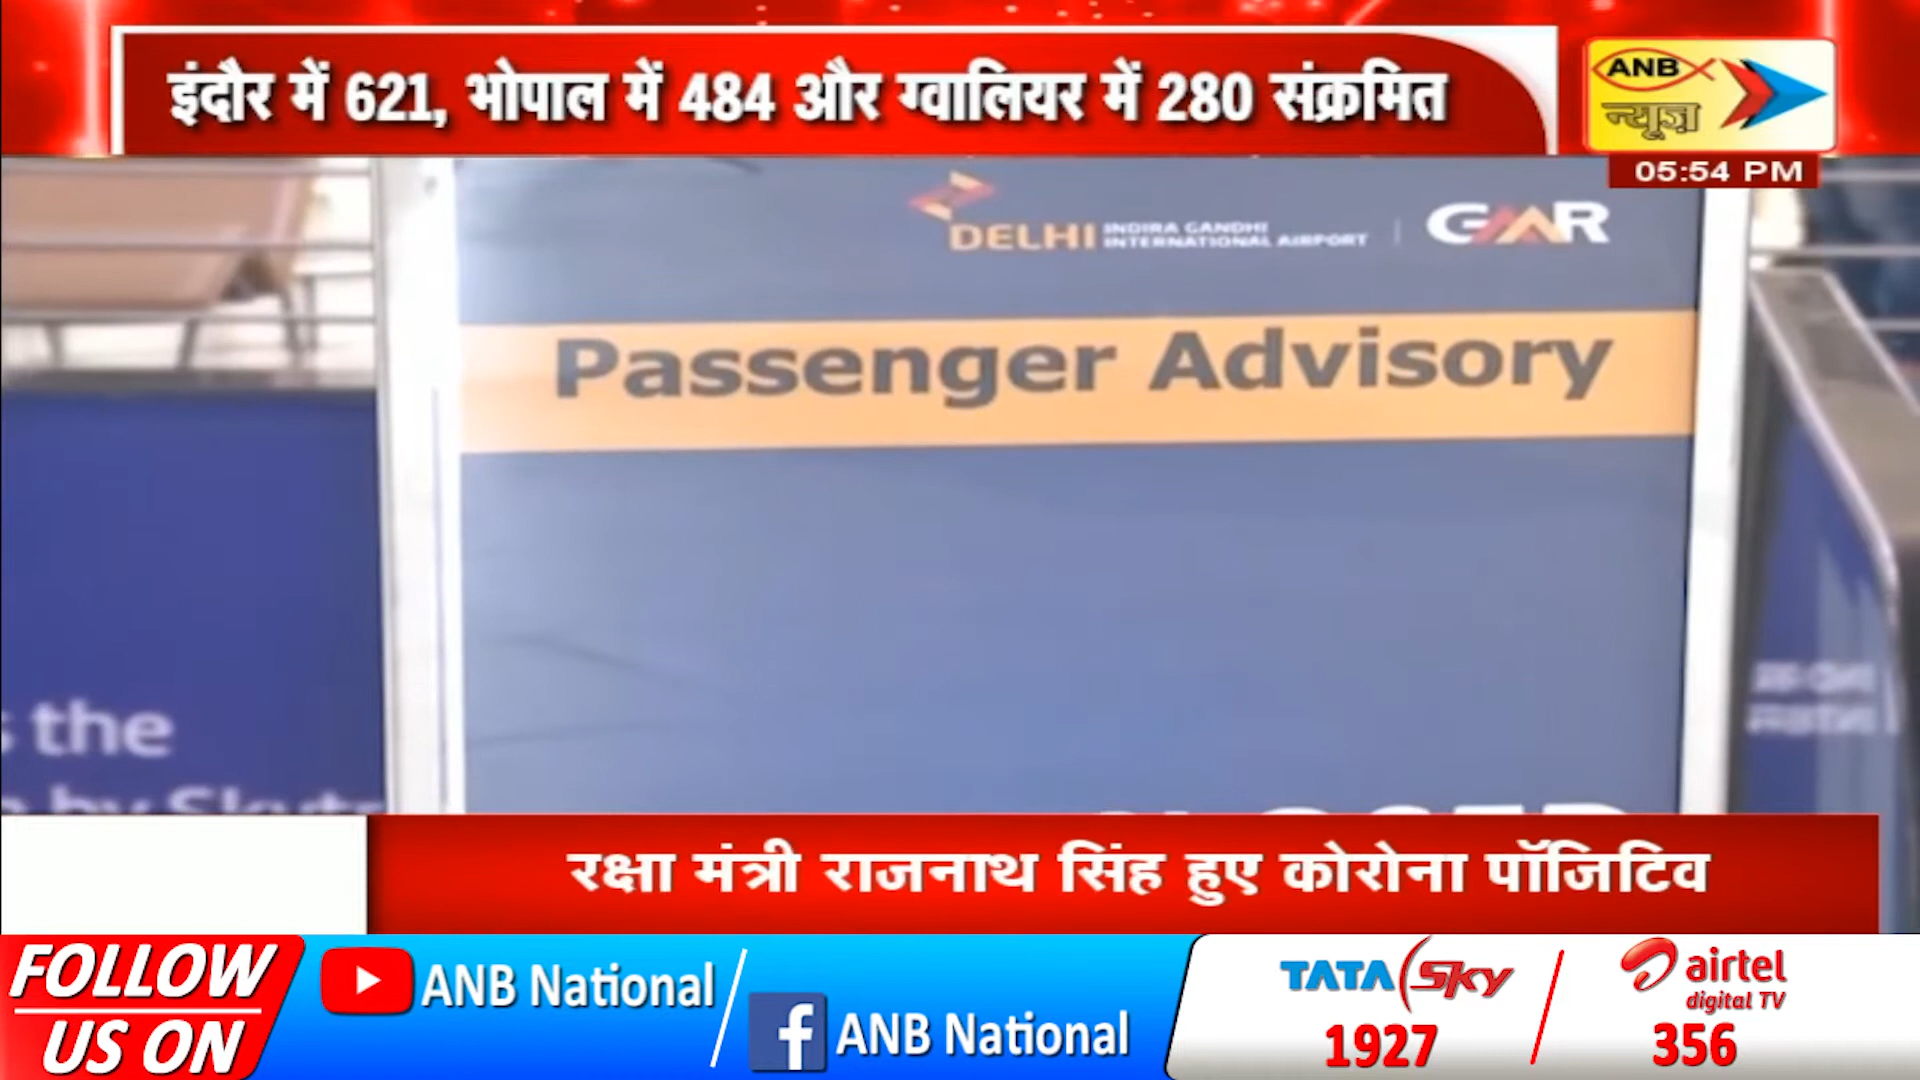 इंदौर में 621, भोपाल में 484 और ग्वालियर में 280 संक्रमित
ANB
न्यूज़
05:54 PM
DELHI INDIRA GANDHI INTERNATIONAL AIRPORT
GMR
Passenger Advisory
the
by
रक्षा मंत्री राजनाथ सिंह हुए कोरोना पॉजिटिव
FOLLOW
US ON
ANB National
ANB National
TATA Sky
1927
airtel
digital TV
356